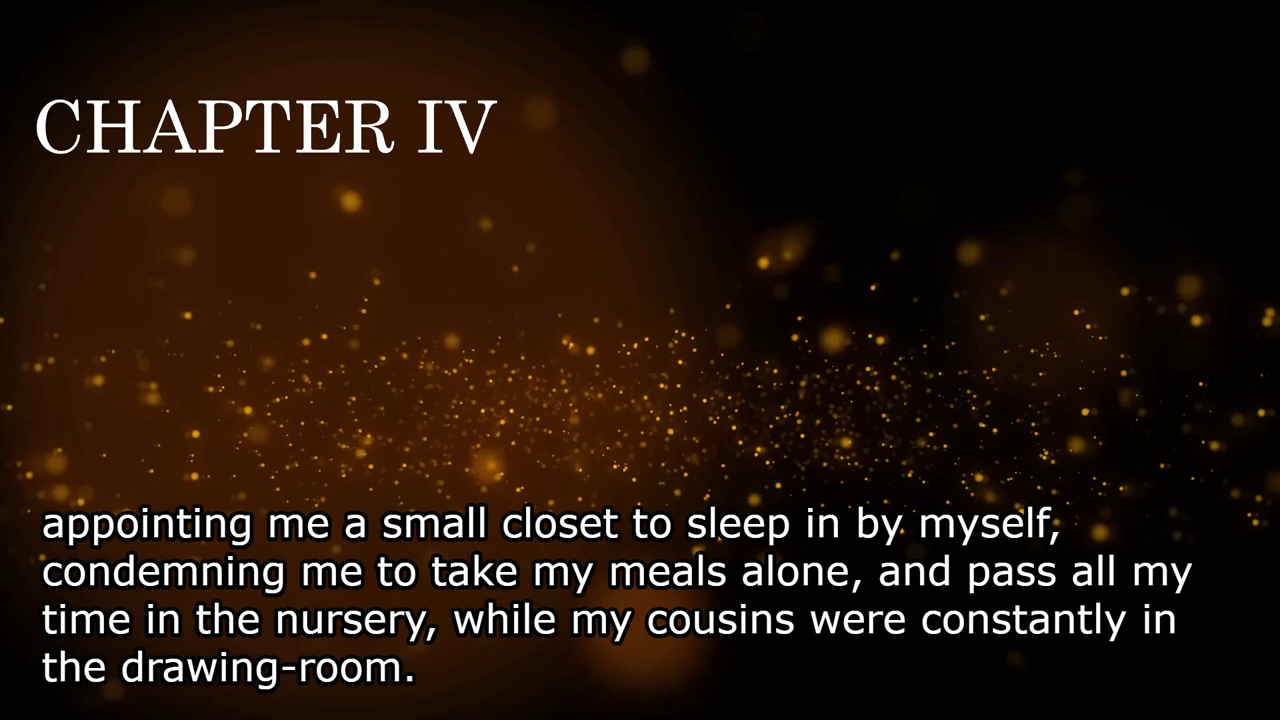 CHAPTER IV
appointing me a small closet to sleep in by myself,
condemning me to take my meals alone, and pass all my
time in the nursery, while my cousins were constantly in
the drawing-room.